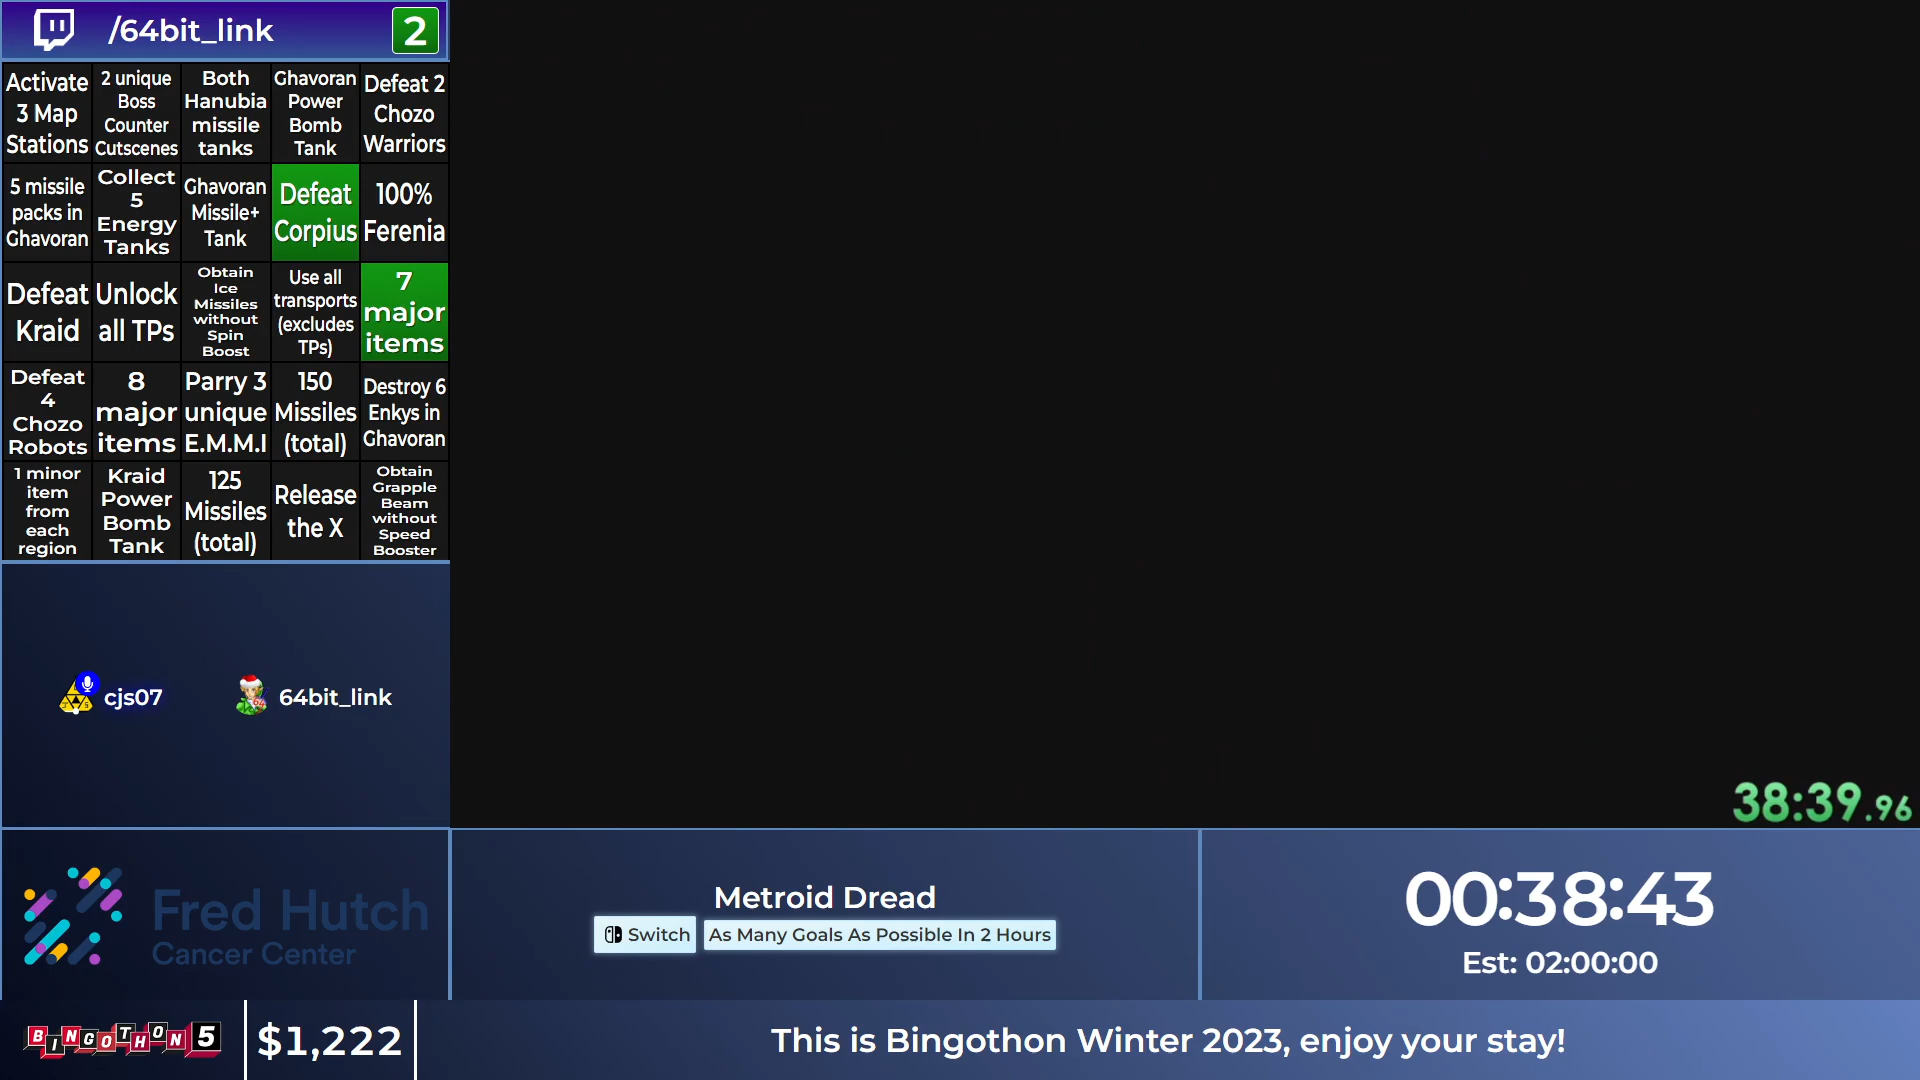 /64bit_link
2
Activate
3 Map
Stations
2 unique
Boss
Counter
Cutscenes
Both
Hanubia
missile
tanks
Ghavoran
Power
Bomb
Tank
Defeat 2
Chozo
Warriors
5 missile
packs in
Ghavoran
Collect
5
Energy
Tanks
Ghavoran
Missile+
Tank
Defeat
Corpius
100%
Ferenia
Defeat
Kraid
Unlock
all TPs
Obtain
Ice
Missiles
without
Spin
Boost
Use all
transports
(excludes
TPs)
7
major
items
Defeat
4
Chozo
Robots
8
major
items
Parry 3
unique
E.M.M.I
150
Missiles
(total)
Destroy 6
Enkys in
Ghavoran
1 minor
item
from
each
region
Kraid
Power
Bomb
Tank
125
Missiles
(total)
Release
the X
Obtain
Grapple
Beam
without
Speed
Booster
cjs07
64bit_link
38:39.96
Fred Hutch
Cancer Center
Metroid Dread
Switch
As Many Goals As Possible In 2 Hours
00:38:43
Est: 02:00:00
BINGOTHON 5
$1,222
This is Bingothon Winter 2023, enjoy your stay!